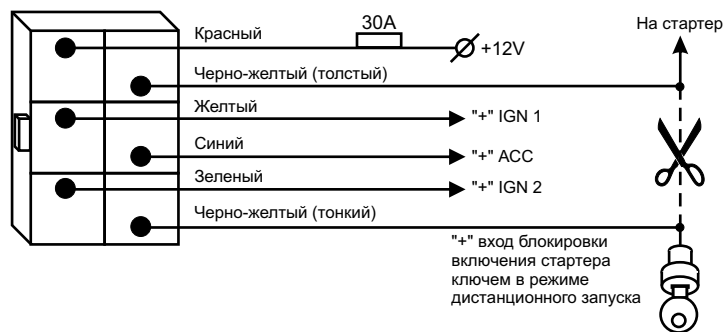 На стартер
30А
Красный
+12V
Черно-желтый (толстый)
Желтый
"+" IGN 1
Синий
"+" ACC
Зеленый
"+" IGN 2
Черно-желтый (тонкий)
"+" вход блокировки
включения стартера
ключем в режиме
дистанционного запуска